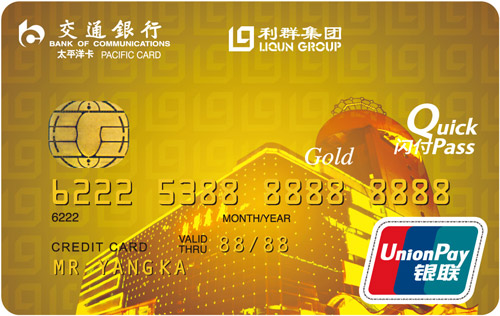 交通銀行
BANK OF COMMUNICATIONS
太平洋卡 PACIFIC CARD
利群集团
LIQUN GROUP
Quick
闪付Pass
Gold
6222 5388 8888 8888
6222
MONTH/YEAR
CREDIT CARD VALID THRU 88/88
MR YANGKA
UnionPay
银联